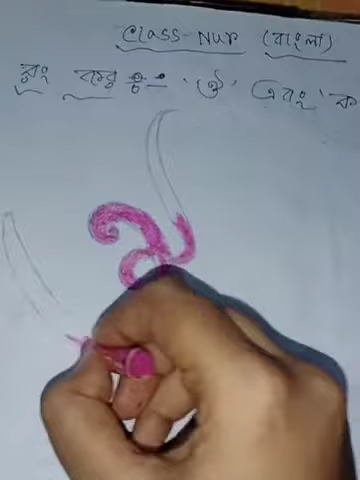 Class-Nur (বাংলা)
রং কর :- 'ঔ' এবং 'ক